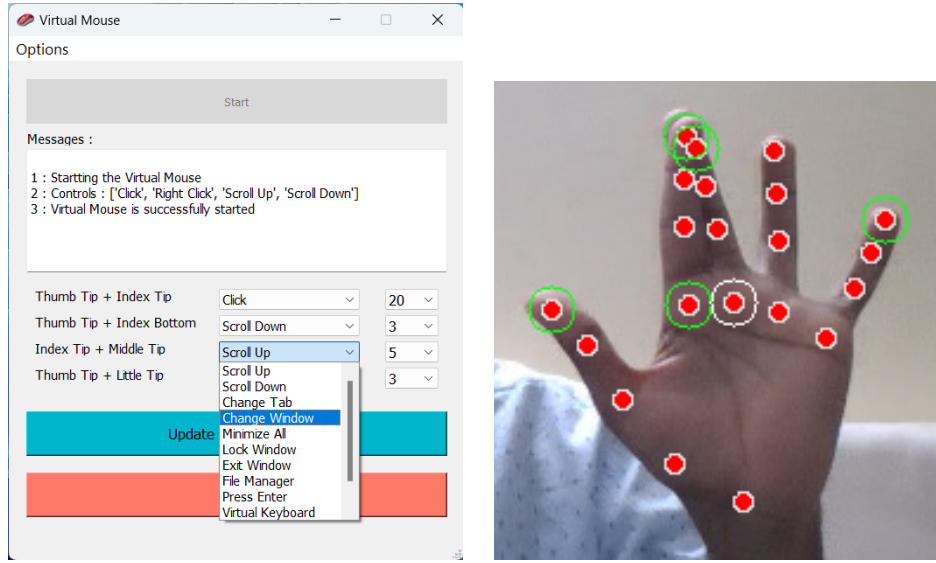 Virtual Mouse
Options
Start
Messages :
1 : Startting the Virtual Mouse
2 : Controls : ['Click', 'Right Click', 'Scroll Up', 'Scroll Down']
3 : Virtual Mouse is successfully started
Thumb Tip + Index Tip Click 20
Thumb Tip + Index Bottom Scroll Down 3
Index Tip + Middle Tip Scroll Up 5
Thumb Tip + Little Tip 3
Scroll Up
Scroll Down
Change Tab
Change Window
Minimize All
Lock Window
Exit Window
File Manager
Press Enter
Virtual Keyboard
Update